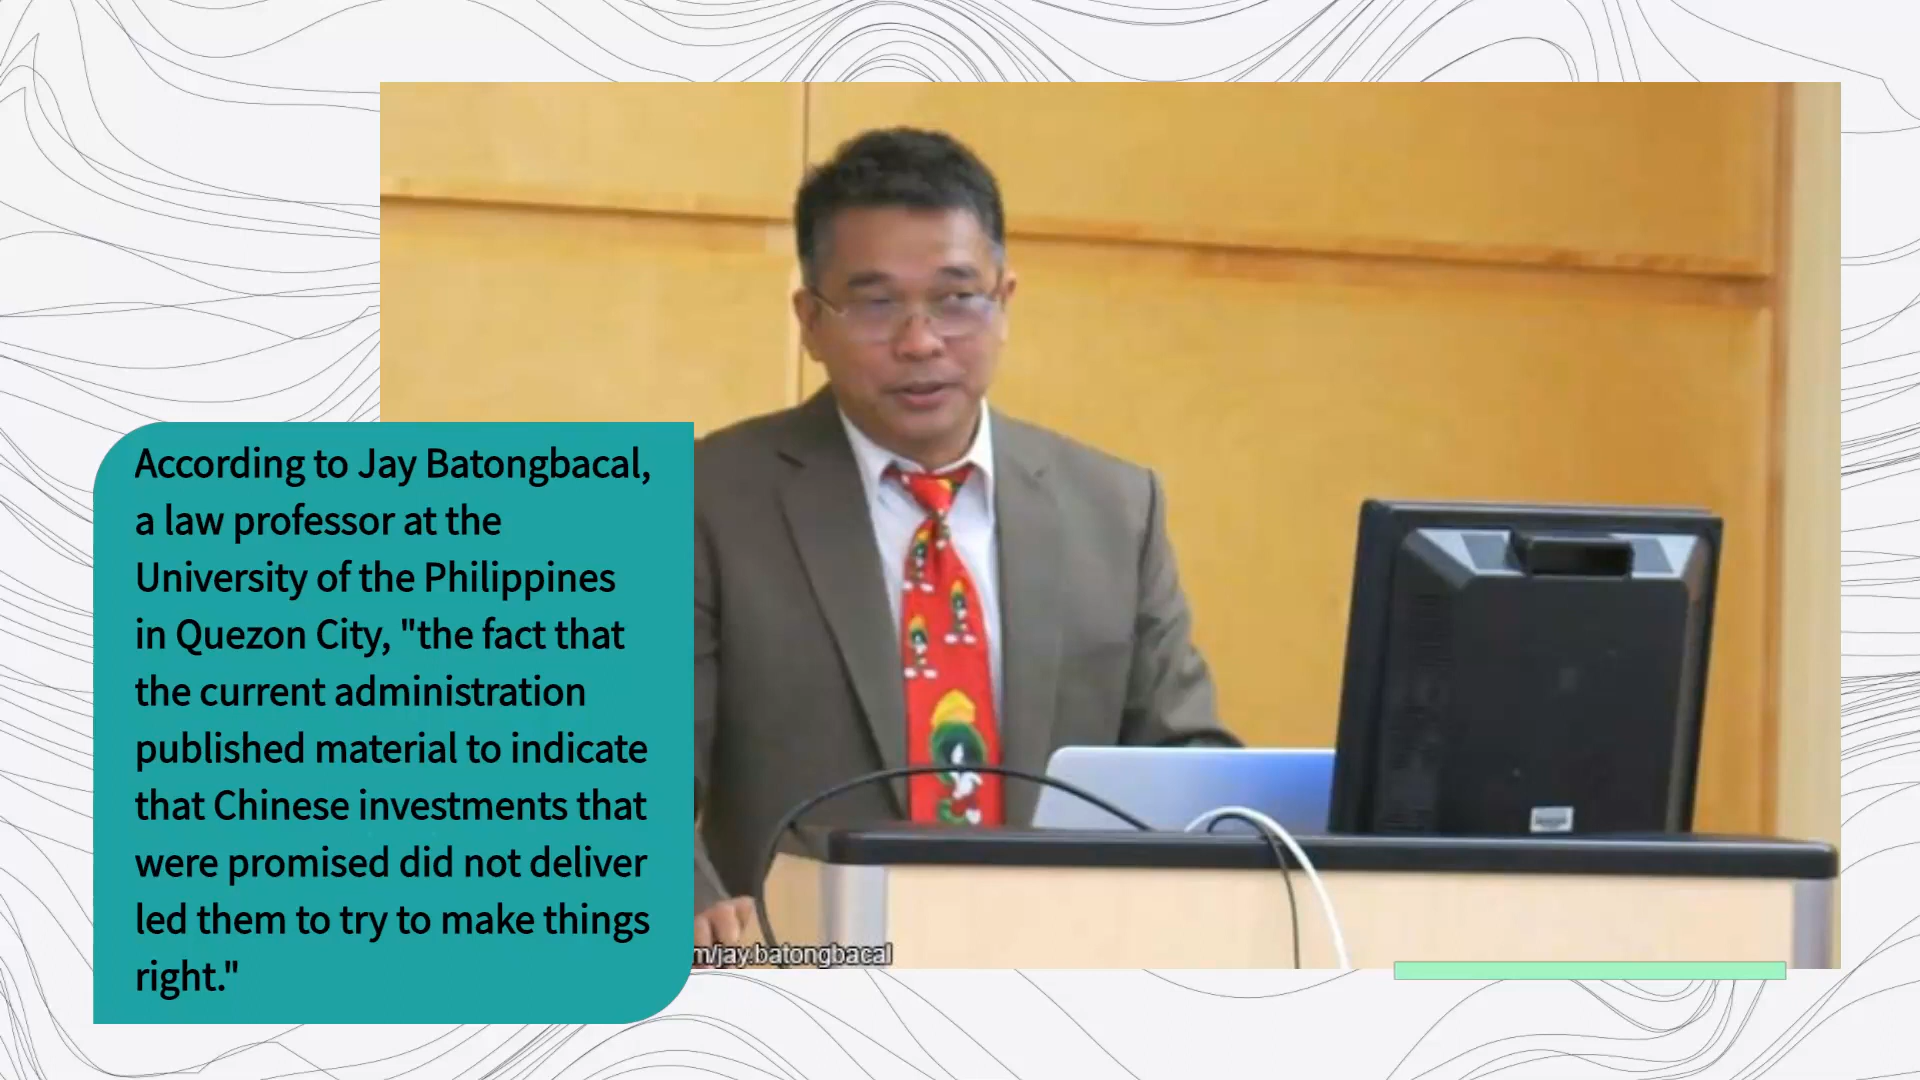 According to Jay Batongbacal,
a law professor at the
University of the Philippines
in Quezon City, "the fact that
the current administration
published material to indicate
that Chinese investments that
were promised did not deliver
led them to try to make things
right."
m/jay.batongbacal